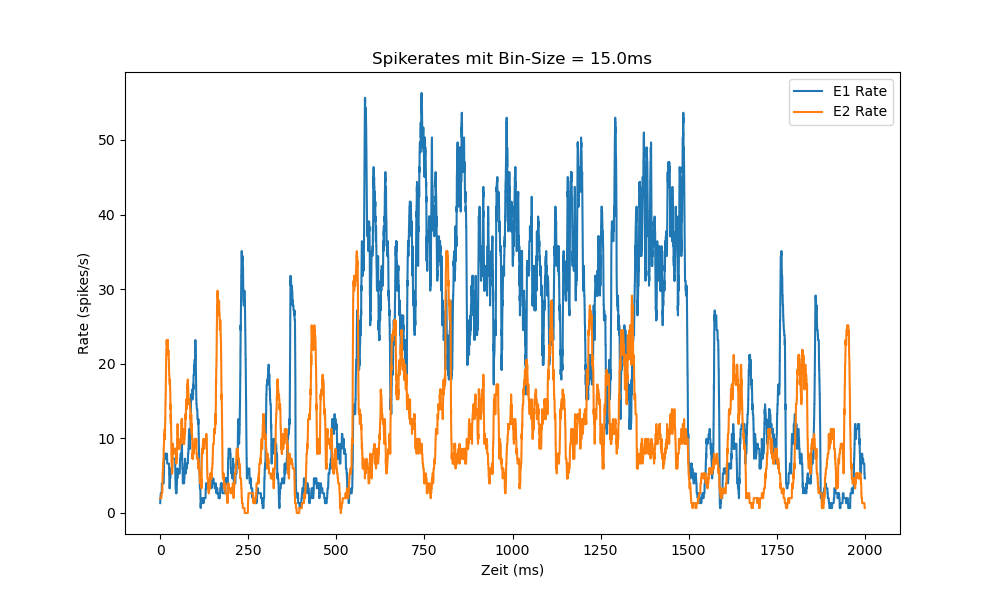 Spikerates mit Bin-Size = 15.0ms
E1 Rate
E2 Rate
50
40
30
20
10
0
Rate (spikes/s)
0 250 500 750 1000 1250 1500 1750 2000
Zeit (ms)